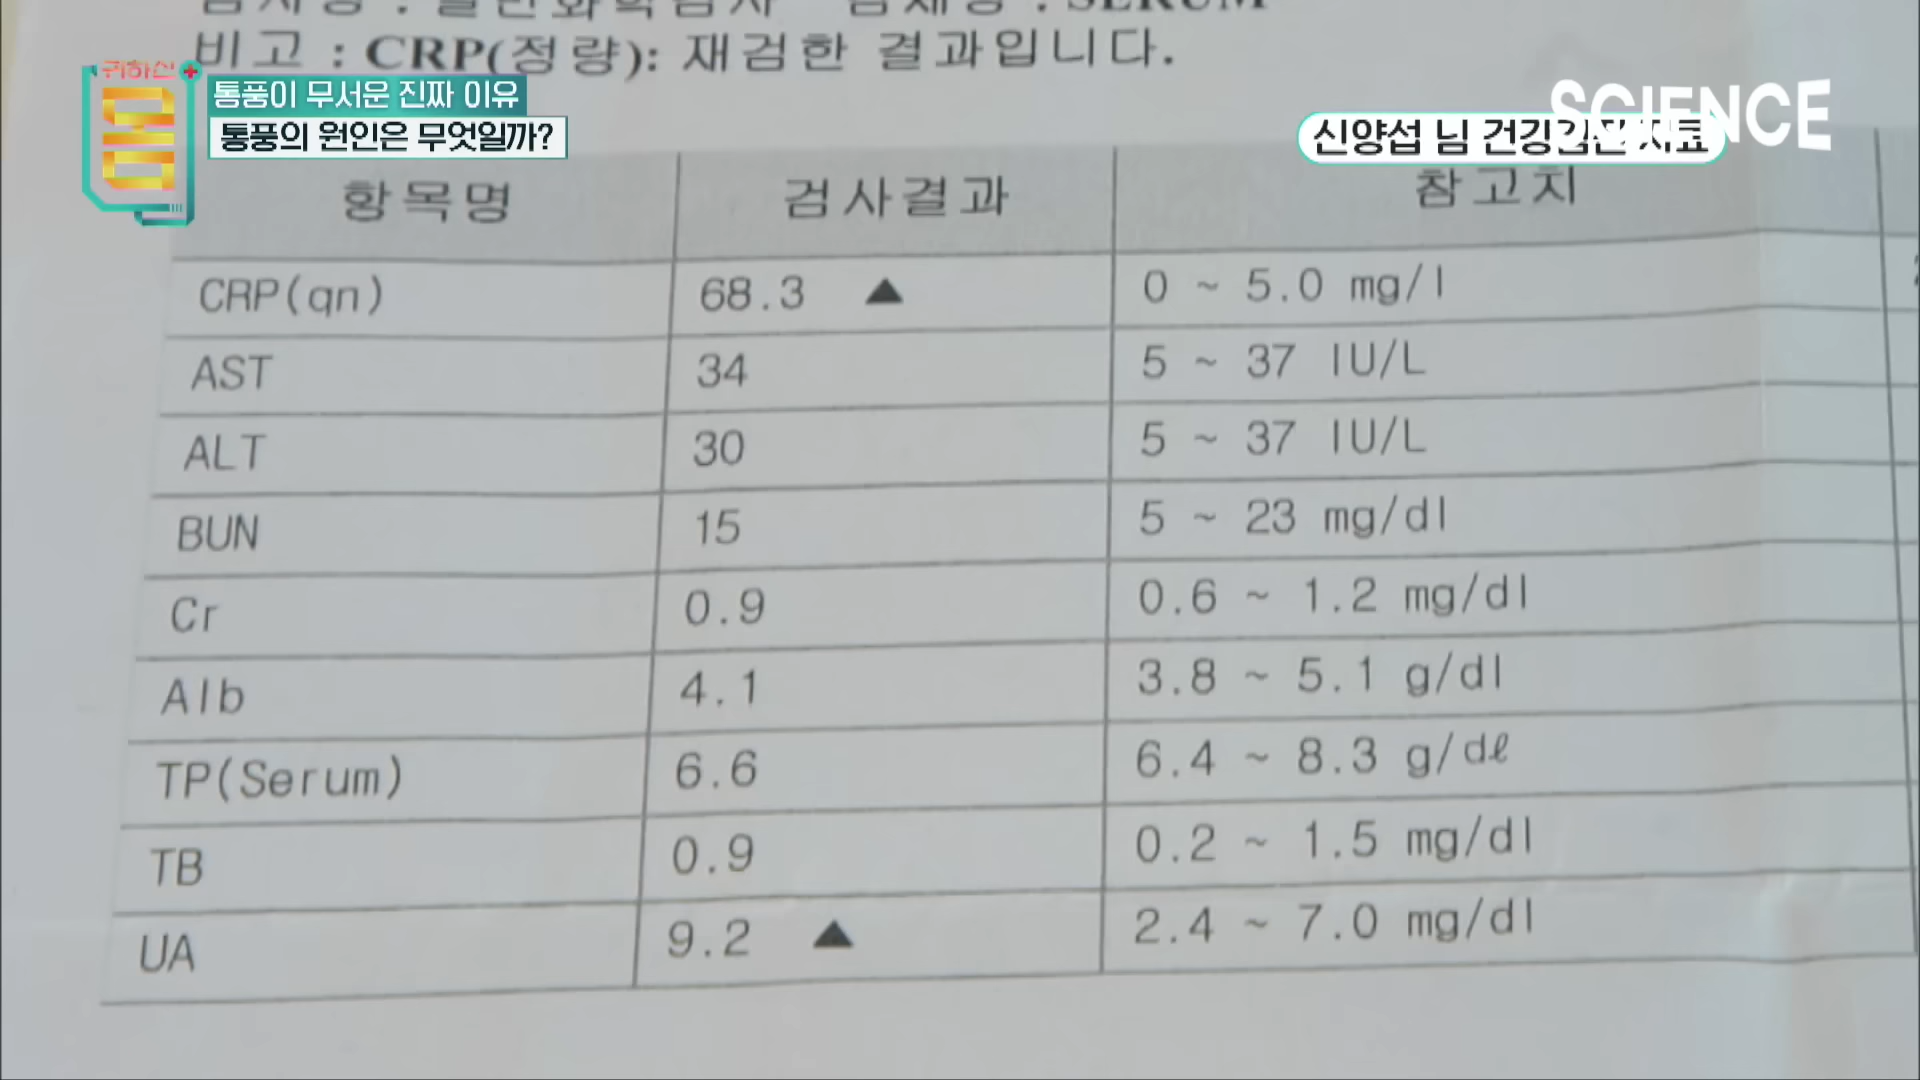 비고 : CRP(정량): 재검한 결과입니다.
귀하신
몸
통풍이 무서운 진짜 이유
통풍의 원인은 무엇일까?
SCIENCE
신양섭 님 건강검진 자료
항목명 검사결과 참고치
CRP(qn) 68.3 ▲ 0 ~ 5.0 mg/l
AST 34 5 ~ 37 IU/L
ALT 30 5 ~ 37 IU/L
BUN 15 5 ~ 23 mg/dl
Cr 0.9 0.6 ~ 1.2 mg/dl
Alb 4.1 3.8 ~ 5.1 g/dl
TP(Serum) 6.6 6.4 ~ 8.3 g/dℓ
TB 0.9 0.2 ~ 1.5 mg/dl
UA 9.2 ▲ 2.4 ~ 7.0 mg/dl